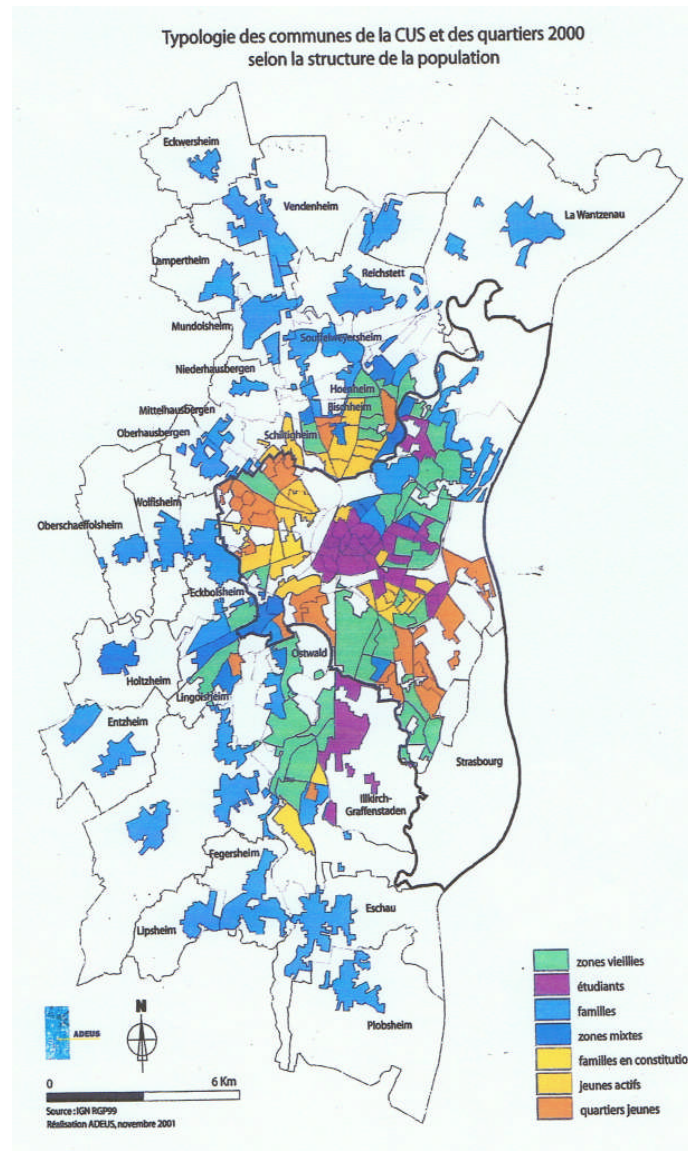 Typologie des communes de la CUS et des quartiers 2000
selon la structure de la population
Eckwersheim
Vendenheim
La Wantzenau
Lampertheim
Reichstett
Mundolsheim
Souffelweyersheim
Niederhausbergen
Hoenheim
Mittelhausbergen
Bischheim
Oberhausbergen
Schiltigheim
Wolfisheim
Oberschaeffolsheim
Eckbolsheim
Ostwald
Holtzheim
Lingolsheim
Entzheim
Strasbourg
Illkirch-
Graffenstaden
Fegersheim
Eschau
Lipsheim
Plobsheim
zones vieillies
étudiants
familles
zones mixtes
familles en constitutio
jeunes actifs
quartiers jeunes
ADEUS
N
0 6 Km
Source : IGN RGP99
Réalisation ADEUS, novembre 2001